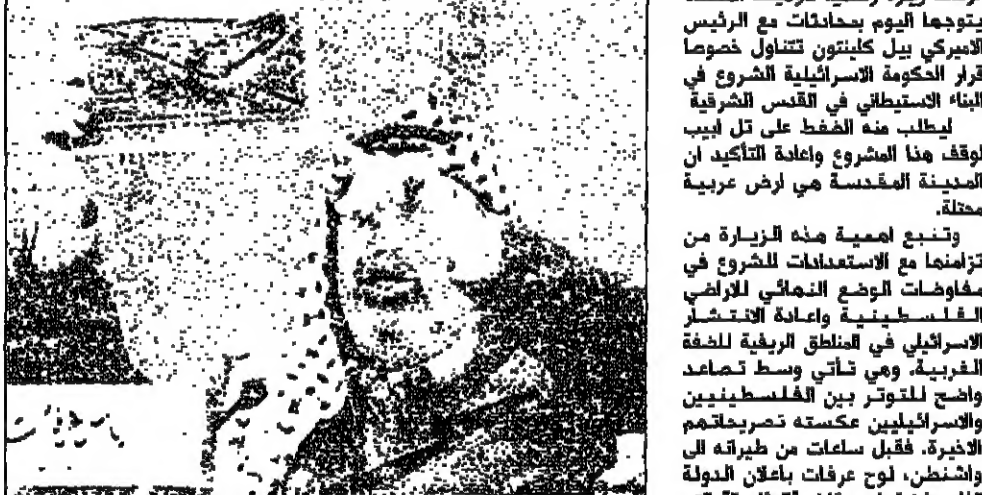 يتوجها اليوم بمحادثات مع الرئيس
الاميركي بيل كلينتون تتناول خصوصا
قرار الحكومة الاسرائيلية الشروع في
البناء الاستيطاني في القدس الشرقية
ليطلب منه الضغط على تل ابيب
لوقف هذا المشروع واعادة التأكيد ان
المدينة المقدسة هي ارض عربية
محتلة.
وتنبع اهمية هذه الزيارة من
تزامنها مع الاستعدادات للشروع في
مفاوضات الوضع النهائي للاراضي
الفلسطينية واعادة الانتشار
الاسرائيلي في المناطق الريفية للضفة
الغربية. وهي تأتي وسط تصاعد
واضح للتوتر بين الفلسطينيين
والاسرائيليين عكسته تصريحاتهم
الاخيرة. فقبل ساعات من طيرانه الى
واشنطن، لوح عرفات باعلان الدولة